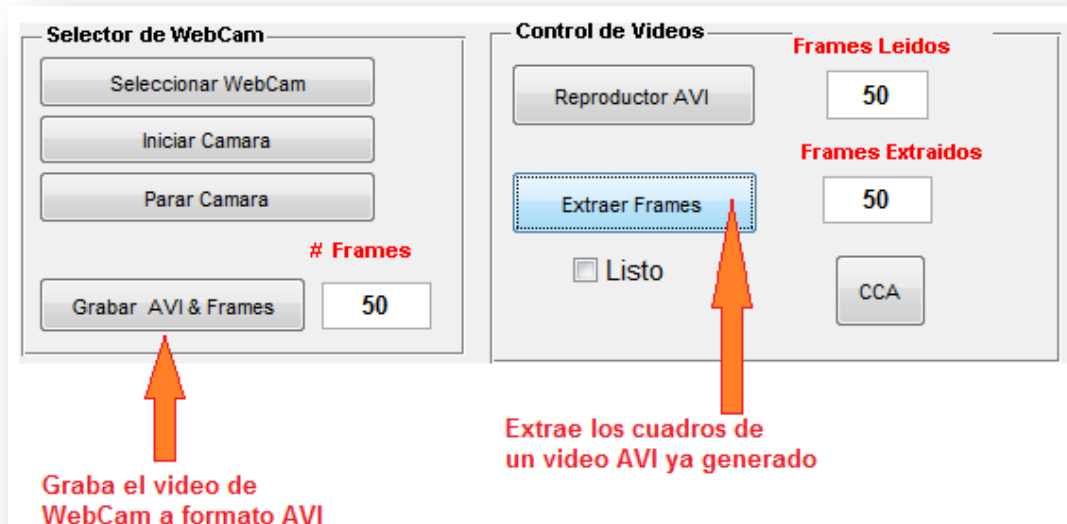 Selector de WebCam
Seleccionar WebCam
Iniciar Camara
Parar Camara
# Frames
Grabar AVI & Frames
50
Graba el video de
WebCam a formato AVI
Control de Videos
Frames Leidos
Reproductor AVI
50
Frames Extraidos
Extraer Frames
50
Listo
CCA
Extrae los cuadros de
un video AVI ya generado